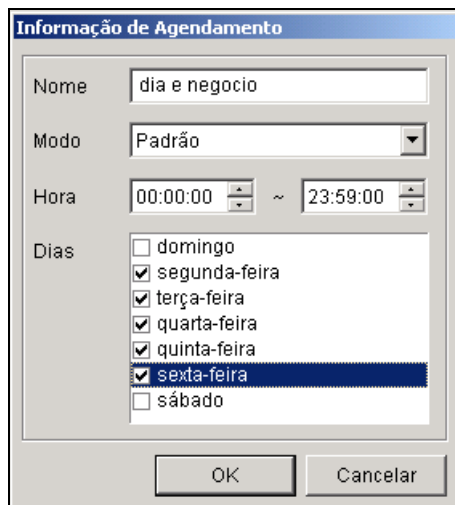 Informação de Agendamento
Nome dia e negocio
Modo Padrão
Hora 00:00:00 ~ 23:59:00
Dias domingo
segunda-feira
terça-feira
quarta-feira
quinta-feira
sexta-feira
sábado
OK Cancelar